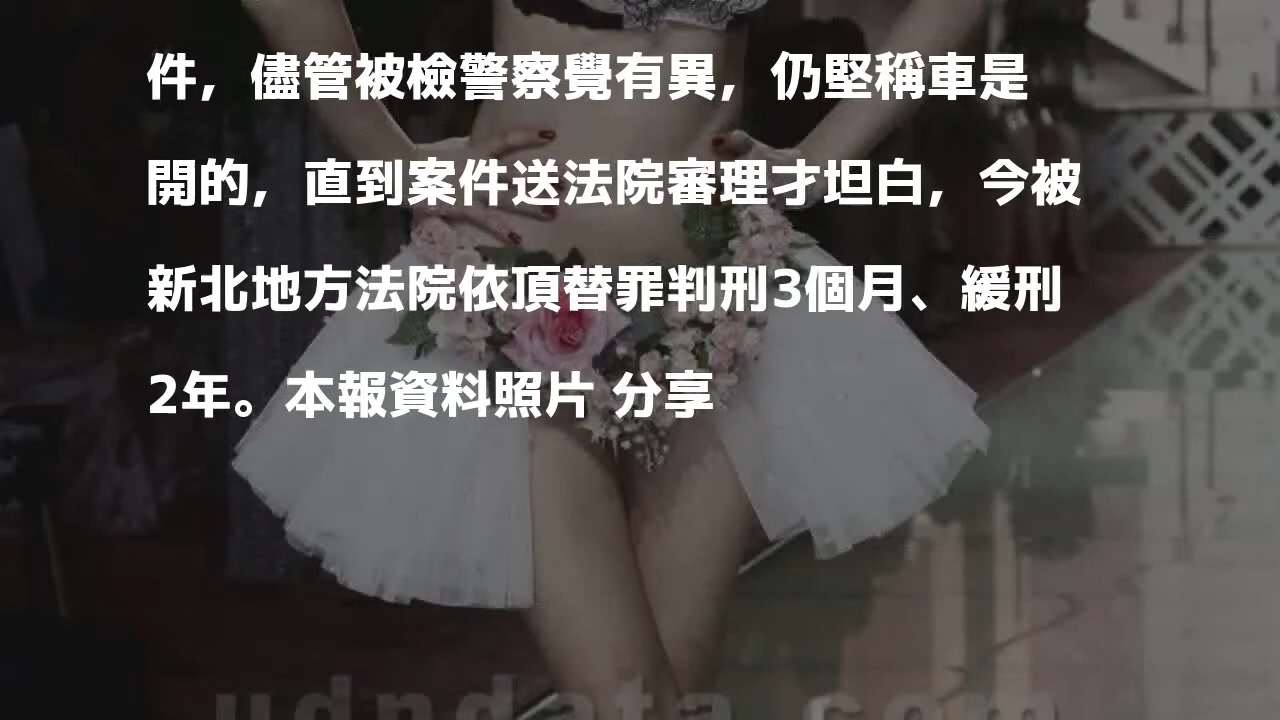 件，儘管被檢警察覺有異，仍堅稱車是
開的，直到案件送法院審理才坦白，今被
新北地方法院依頂替罪判刑3個月、緩刑
2年。本報資料照片 分享
udndata.com